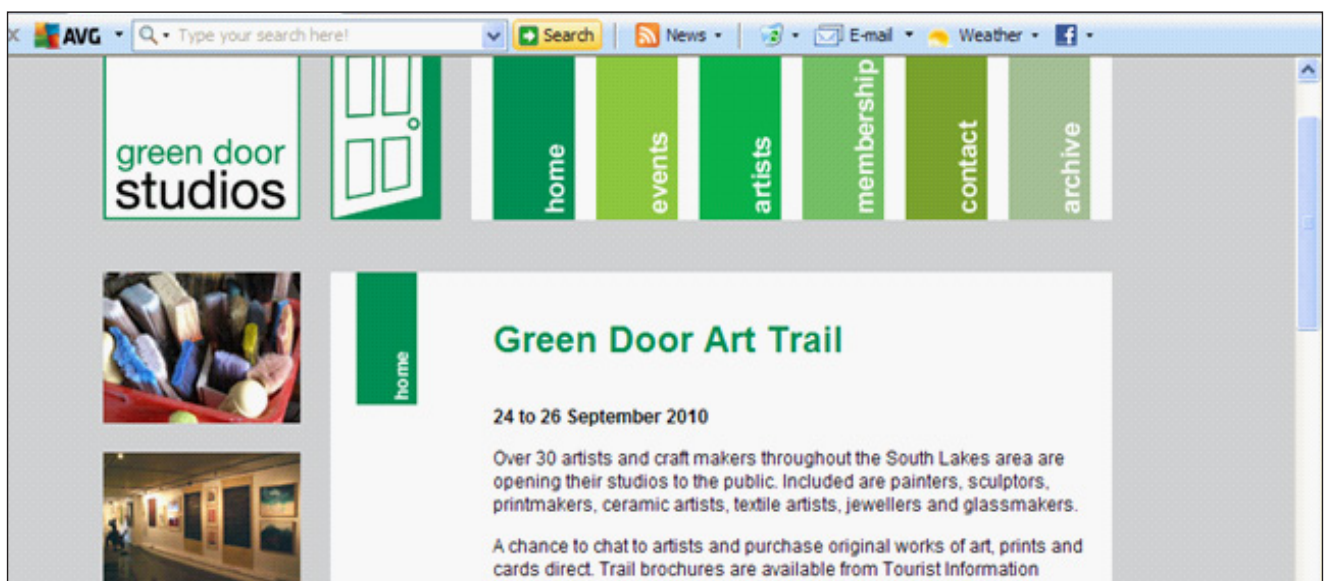 x AVG Type your search here! Search News E-mail Weather
green door
studios
home
events
artists
membership
contact
archive
home
Green Door Art Trail
24 to 26 September 2010
Over 30 artists and craft makers throughout the South Lakes area are
opening their studios to the public. Included are painters, sculptors,
printmakers, ceramic artists, textile artists, jewellers and glassmakers.
A chance to chat to artists and purchase original works of art, prints and
cards direct. Trail brochures are available from Tourist Information